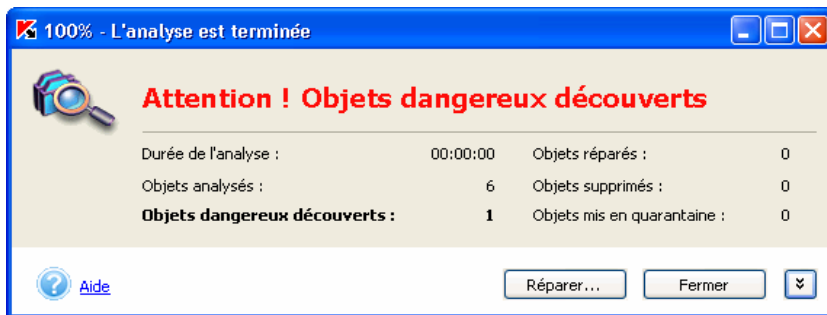 100% - L'analyse est terminée
Attention ! Objets dangereux découverts
Durée de l'analyse : 00:00:00 Objets réparés : 0
Objets analysés : 6 Objets supprimés : 0
Objets dangereux découverts : 1 Objets mis en quarantaine : 0
Aide Réparer... Fermer